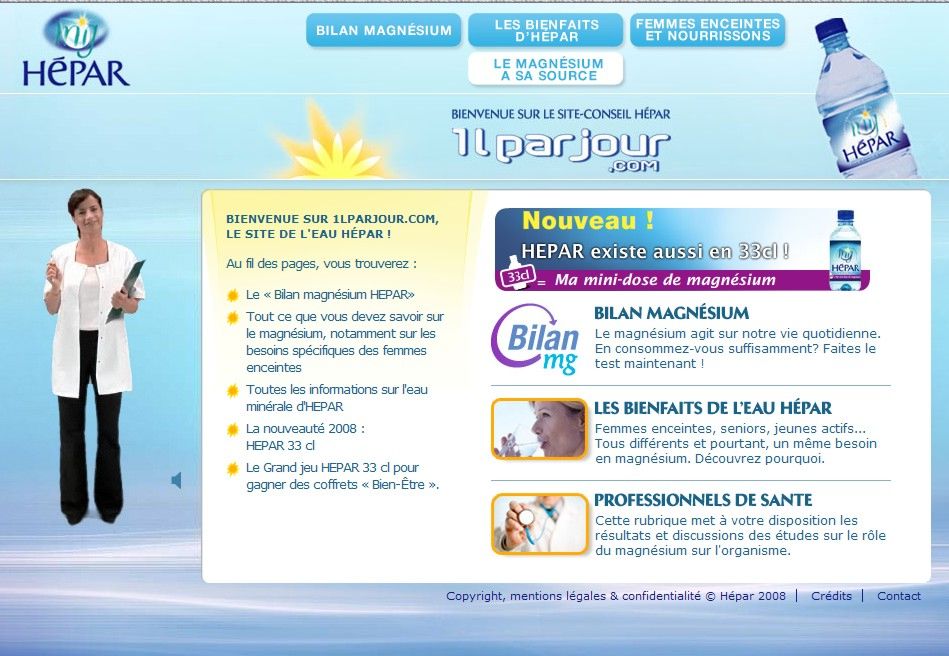 HÉPAR
BILAN MAGNÉSIUM
LES BIENFAITS
D'HÉPAR
FEMMES ENCEINTES
ET NOURRISSONS
LE MAGNÉSIUM
A SA SOURCE
BIENVENUE SUR LE SITE-CONSEIL HÉPAR
1Lparjour
.COM
HÉPAR
BIENVENUE SUR 1LPARJOUR.COM,
LE SITE DE L'EAU HÉPAR !
Au fil des pages, vous trouverez :
Le « Bilan magnésium HEPAR»
Tout ce que vous devez savoir sur
le magnésium, notamment sur les
besoins spécifiques des femmes
enceintes
Toutes les informations sur l'eau
minérale d'HEPAR
La nouveauté 2008 :
HEPAR 33 cl
Le Grand jeu HEPAR 33 cl pour
gagner des coffrets « Bien-Être ».
Nouveau !
HEPAR existe aussi en 33cl !
33cl = Ma mini-dose de magnésium
HÉPAR
Bilan
mg
BILAN MAGNÉSIUM
Le magnésium agit sur notre vie quotidienne.
En consommez-vous suffisamment? Faites le
test maintenant !
LES BIENFAITS DE L'EAU HÉPAR
Femmes enceintes, seniors, jeunes actifs...
Tous différents et pourtant, un même besoin
en magnésium. Découvrez pourquoi.
PROFESSIONNELS DE SANTE
Cette rubrique met à votre disposition les
résultats et discussions des études sur le rôle
du magnésium sur l'organisme.
Copyright, mentions légales & confidentialité © Hépar 2008 | Crédits | Contact